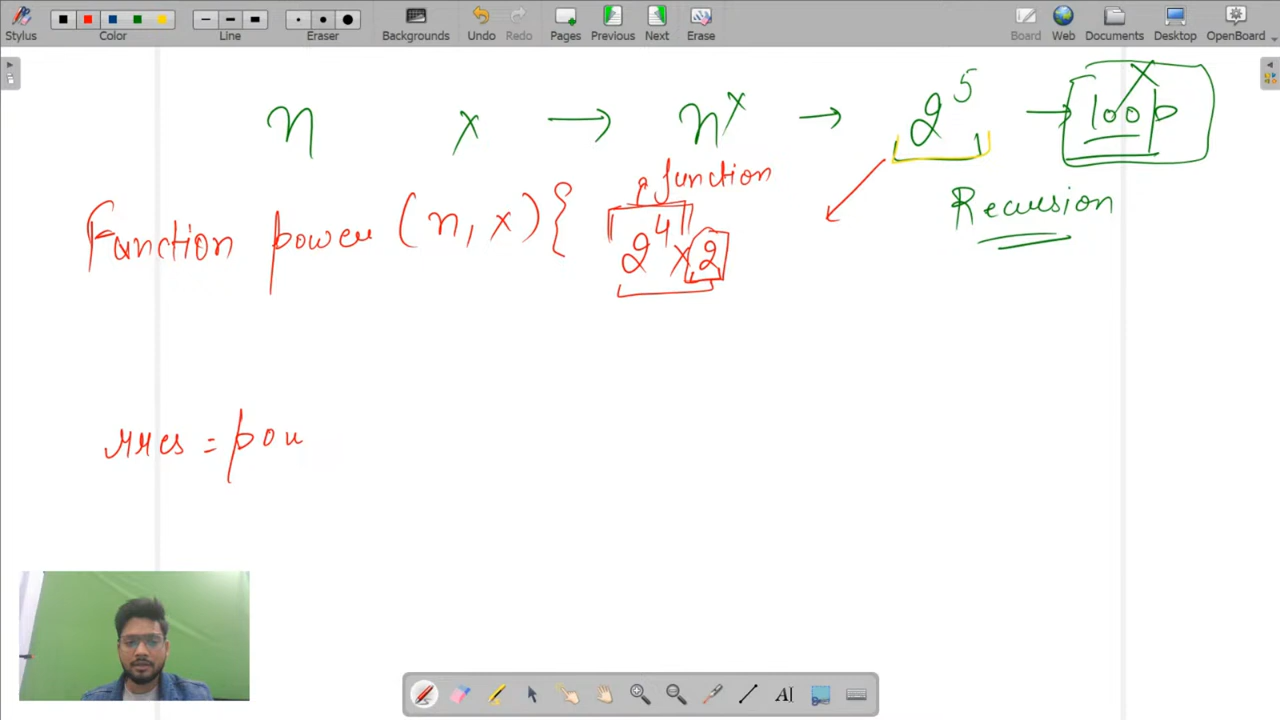 Stylus Color Line Eraser Backgrounds Undo Redo Pages Previous Next Erase Board Web Documents Desktop OpenBoard
n x → n^x → 2^5 → loop
Recursion
function
Function power (n, x) { 2^4 x 2
= pow